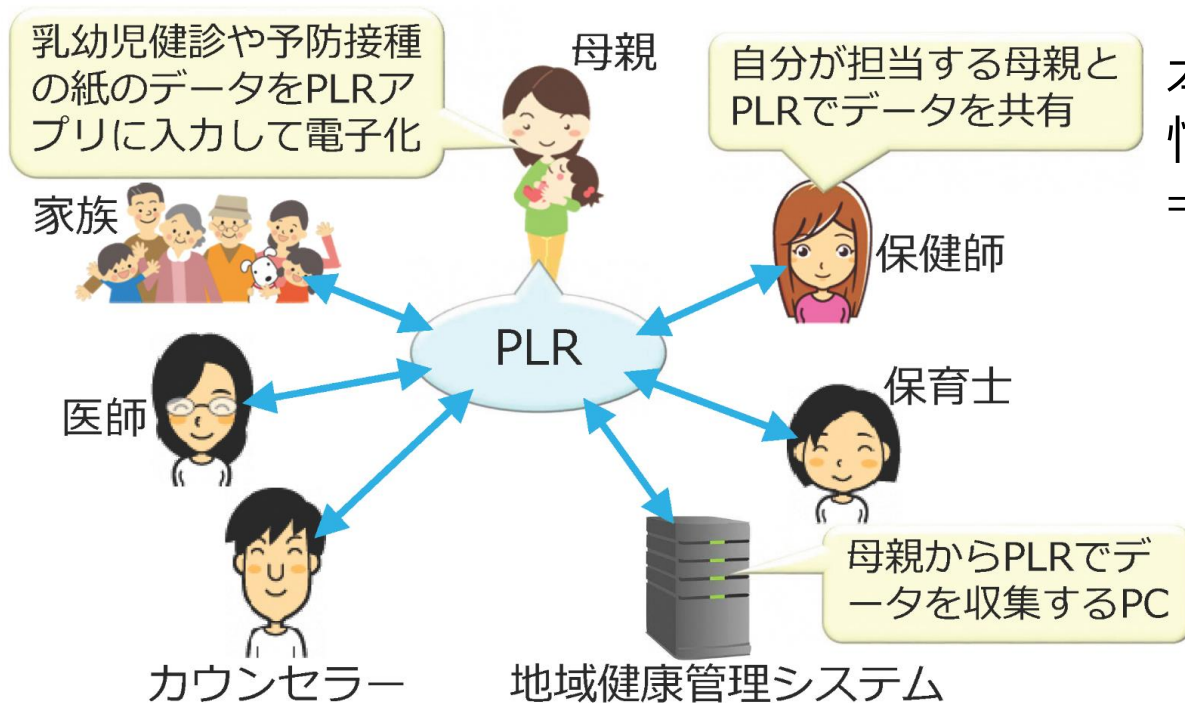 乳幼児健診や予防接種
の紙のデータをPLRア
プリに入力して電子化
母親
自分が担当する母親と
PLRでデータを共有
家族
保健師
PLR
医師
保育士
母親からPLRでデ
ータを収集するPC
カウンセラー
地域健康管理システム